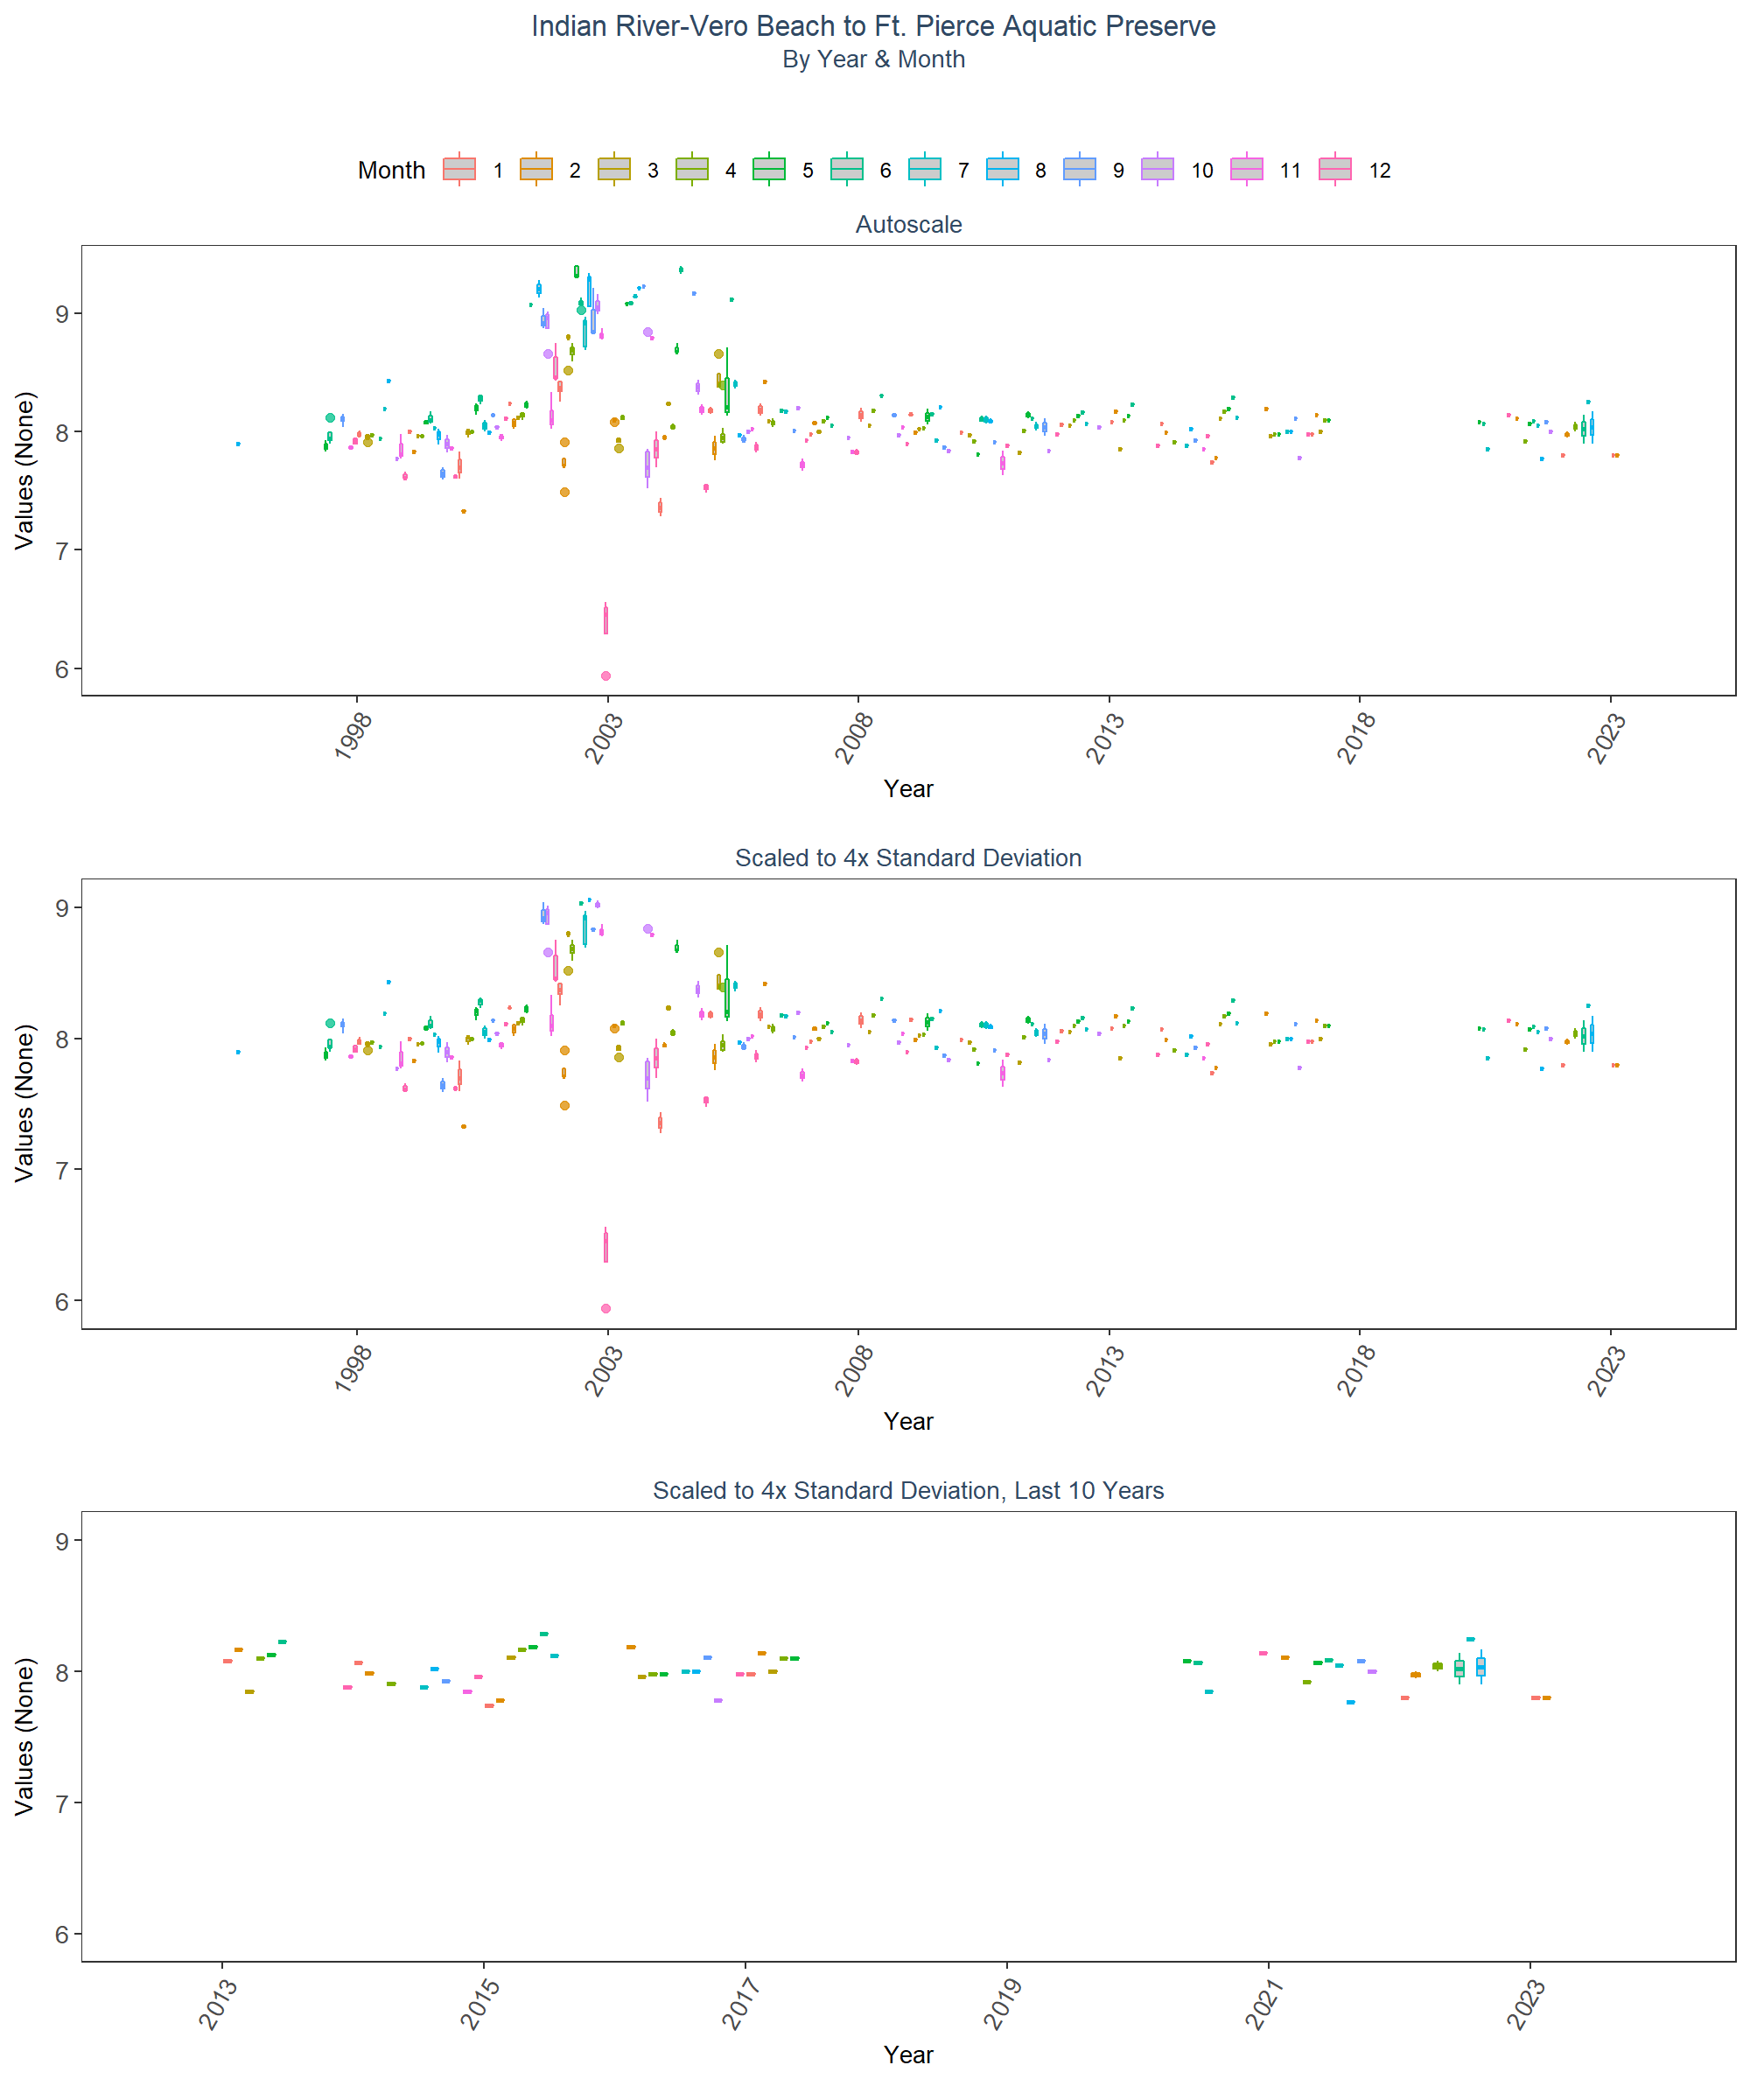 Indian River-Vero Beach to Ft. Pierce Aquatic Preserve
By Year & Month
Month 1 2 3 4 5 6 7 8 9 10 11 12
Autoscale
Values (None)
9
8
7
6
1998 2003 2008 2013 2018 2023
Year
Scaled to 4x Standard Deviation
Values (None)
9
8
7
6
1998 2003 2008 2013 2018 2023
Year
Scaled to 4x Standard Deviation, Last 10 Years
Values (None)
9
8
7
6
2013 2015 2017 2019 2021 2023
Year